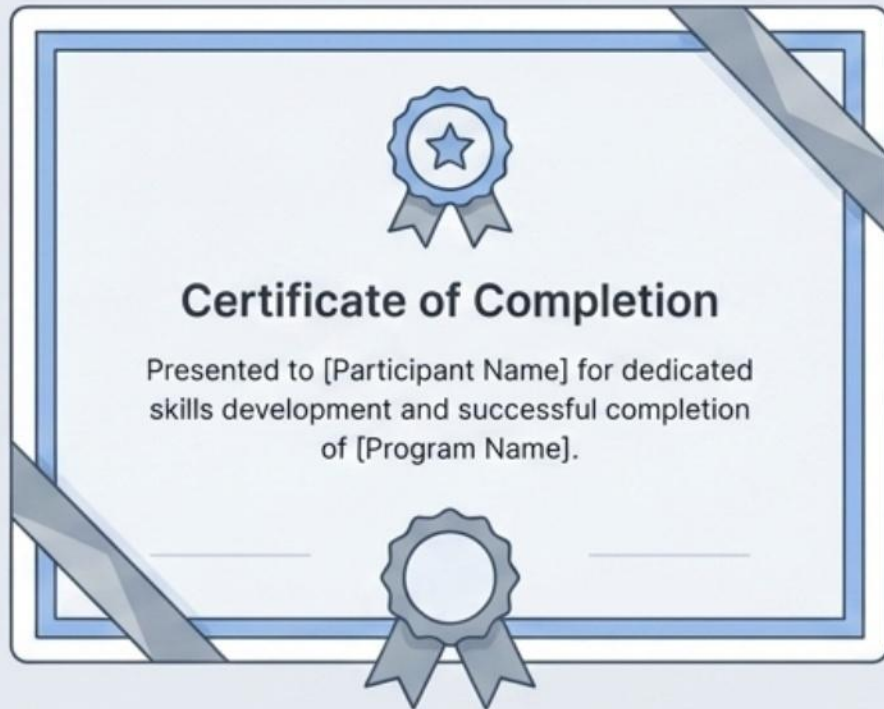 Certificate of Completion
Presented to [Participant Name] for dedicated
skills development and successful completion
of [Program Name].